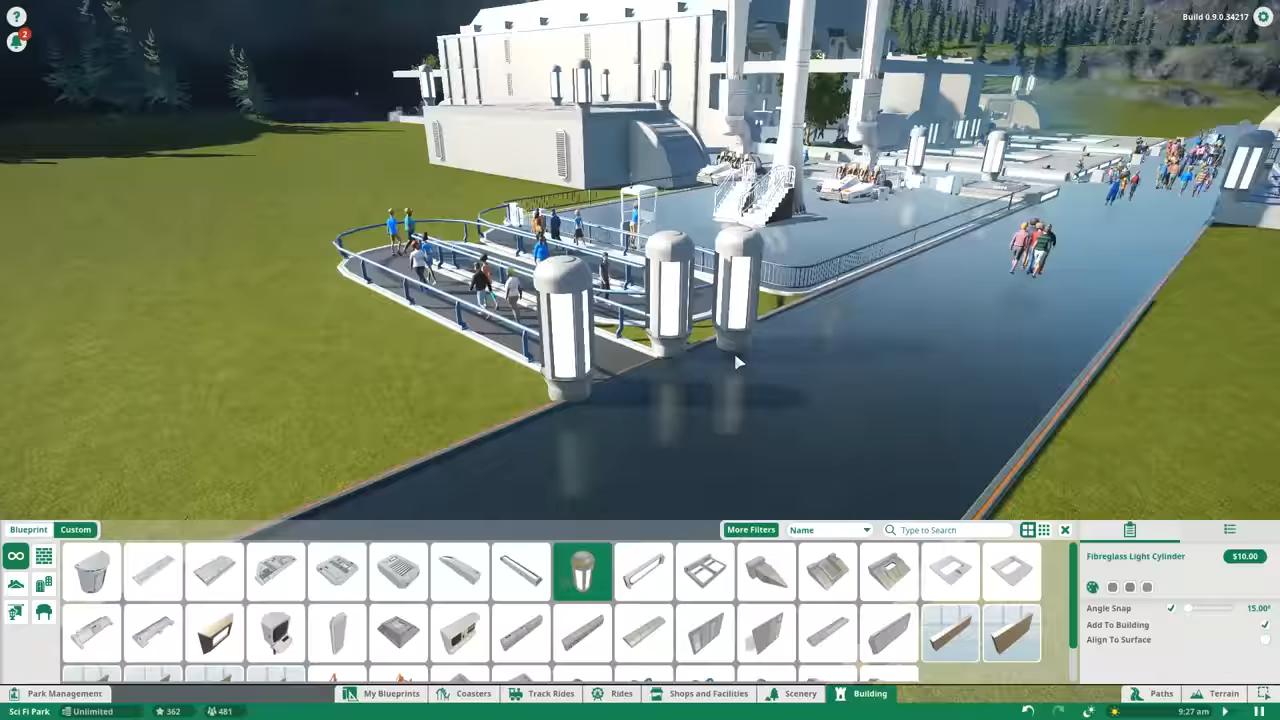 Build 0.9.0.34217
?
2
Blueprint Custom More Filters Name Type to Search
Fibreglass Light Cylinder $10.00
Angle Snap 15.00°
Add To Building
Align To Surface
Park Management My Blueprints Coasters Track Rides Rides Shops and Facilities Scenery Building Paths Terrain
Sci Fi Park Unlimited 362 481 9:27 am